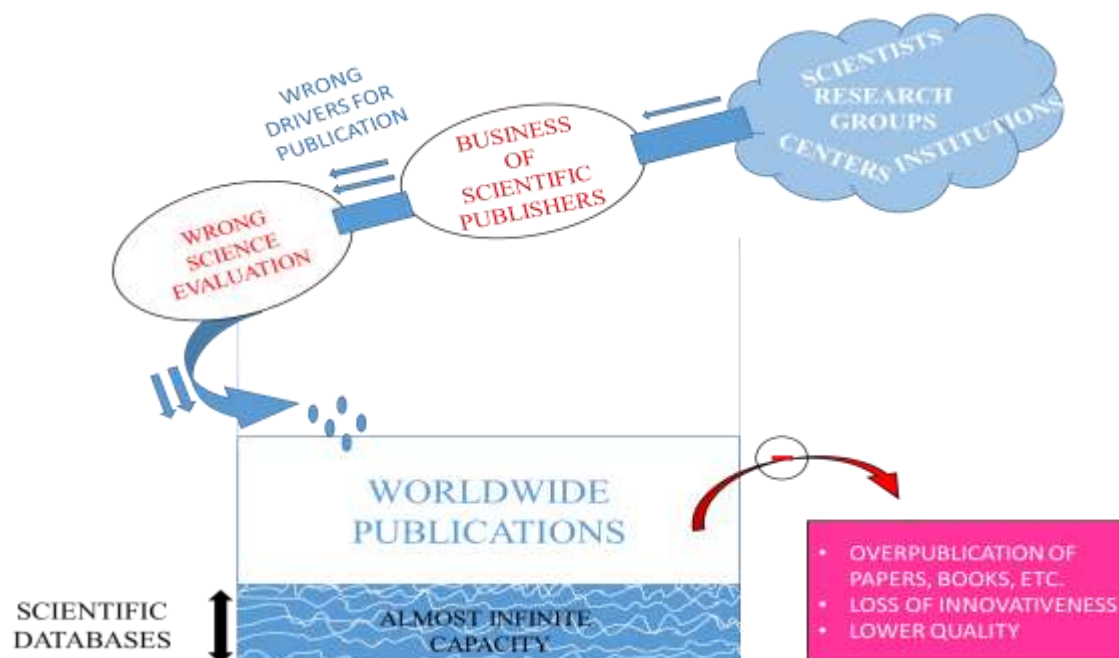 SCIENTISTS
RESEARCH
GROUPS
CENTERS INSTITUTIONS
WRONG
DRIVERS FOR
PUBLICATION
BUSINESS
OF
SCIENTIFIC
PUBLISHERS
WRONG
SCIENCE
EVALUATION
WORLDWIDE
PUBLICATIONS
SCIENTIFIC
DATABASES
ALMOST INFINITE
CAPACITY
• OVERPUBLICATION OF
PAPERS, BOOKS, ETC.
• LOSS OF INNOVATIVENESS
• LOWER QUALITY